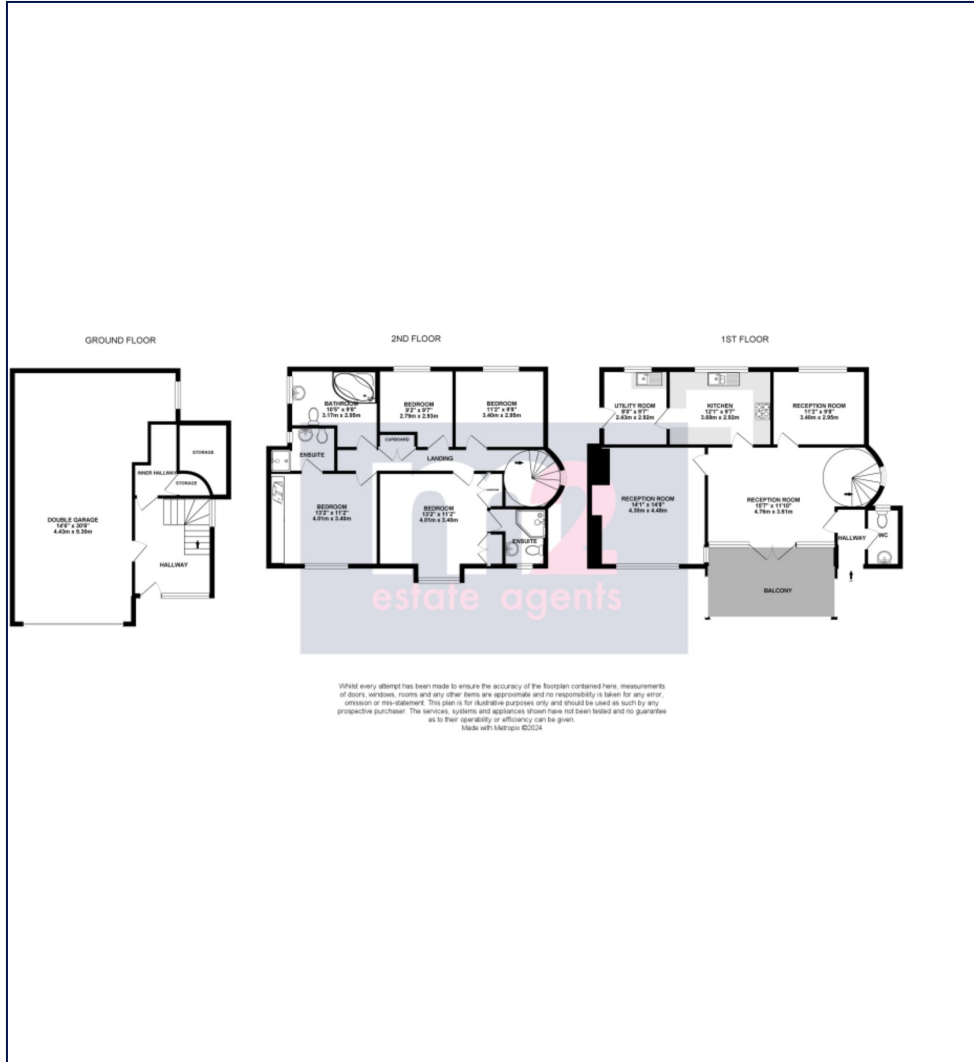 GROUND FLOOR
DOUBLE GARAGE
14'6" x 30'6"
4.43m x 9.30m
INNER HALLWAY
STORAGE
STORAGE
HALLWAY
2ND FLOOR
BATHROOM
10'5" x 9'8"
3.17m x 2.95m
BEDROOM
9'2" x 9'7"
2.79m x 2.93m
BEDROOM
11'2" x 9'8"
3.40m x 2.95m
ENSUITE
CUPBOARD
LANDING
BEDROOM
13'2" x 11'2"
4.01m x 3.40m
BEDROOM
13'2" x 11'2"
4.01m x 3.40m
ENSUITE
1ST FLOOR
UTILITY ROOM
8'0" x 9'7"
2.43m x 2.92m
KITCHEN
12'1" x 9'7"
3.69m x 2.92m
RECEPTION ROOM
11'2" x 9'8"
3.40m x 2.95m
RECEPTION ROOM
14'1" x 14'8"
4.30m x 4.48m
RECEPTION ROOM
15'7" x 11'10"
4.76m x 3.61m
HALLWAY
WC
BALCONY
m2
estate agents
Whilst every attempt has been made to ensure the accuracy of the floorplan contained here, measurements
of doors, windows, rooms and any other items are approximate and no responsibility is taken for any error,
omission or mis-statement. This plan is for illustrative purposes only and should be used as such by any
prospective purchaser. The services, systems and appliances shown have not been tested and no guarantee
as to their operability or efficiency can be given.
Made with Metropix ©2024